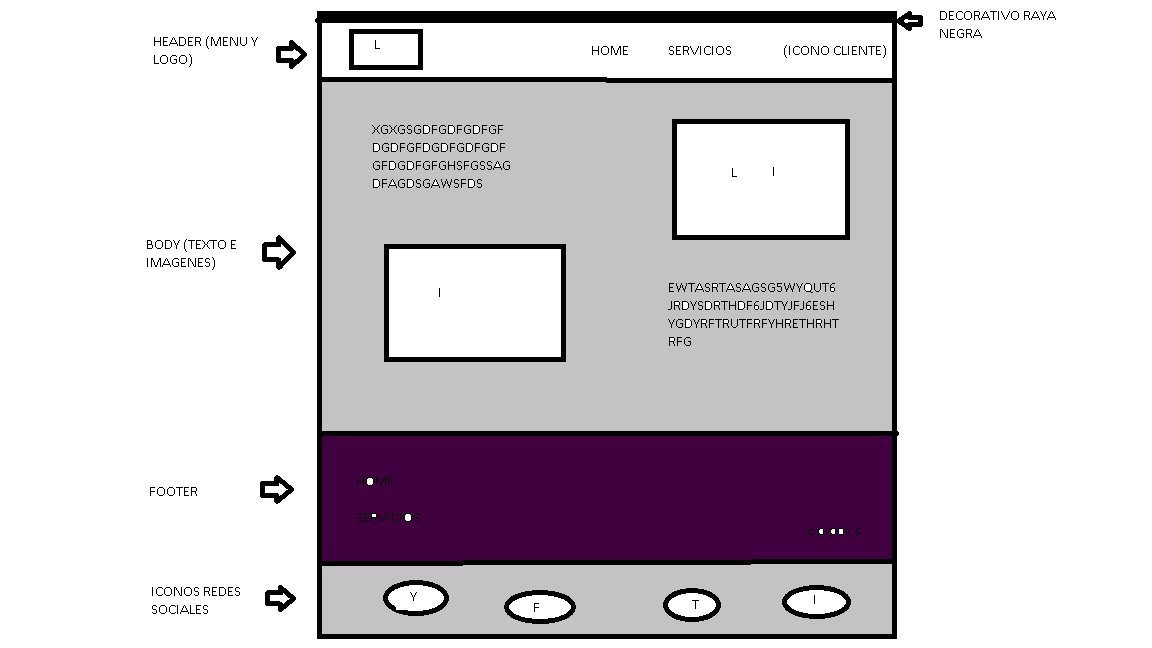 DECORATIVO RAYA
NEGRA
HEADER (MENU Y
LOGO)
L
HOME SERVICIOS (ICONO CLIENTE)
XGXGSGDFGDFGDFGF
DGDFGFDGDFGDFGDF
GFDGDFGFGHSFGSSAG
DFAGDSGAWSFDS
L I
BODY (TEXTO E
IMAGENES)
I
EWTASRTASAGSG5WYQUT6
JRDYSDRTHDF6JDTYJFJ6ESH
YGDYRFTRUTFRFYHRETHRHT
RFG
FOOTER
HOME
SERVICIOS
ICONOS REDES
SOCIALES
Y F T I